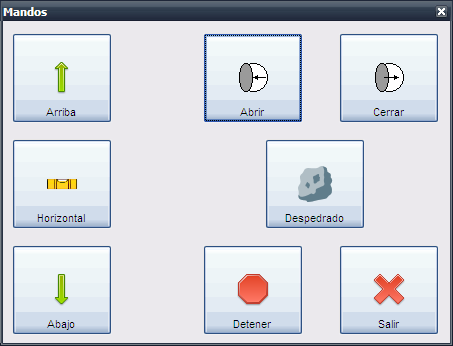 Mandos
Arriba
Abrir
Cerrar
Horizontal
Despedrado
Abajo
Detener
Salir